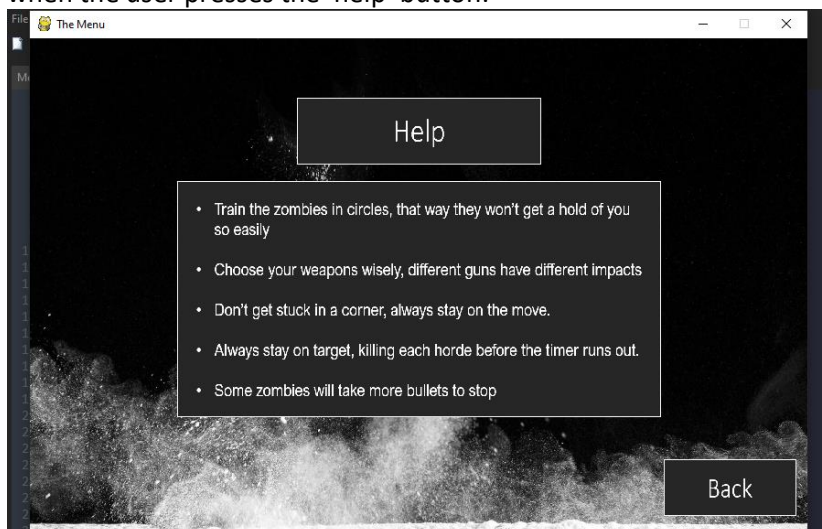 when the user presses the 'help' button.
File
The Menu
Help
• Train the zombies in circles, that way they won't get a hold of you
so easily
• Choose your weapons wisely, different guns have different impacts
• Don't get stuck in a corner, always stay on the move.
• Always stay on target, killing each horde before the timer runs out.
• Some zombies will take more bullets to stop
Back